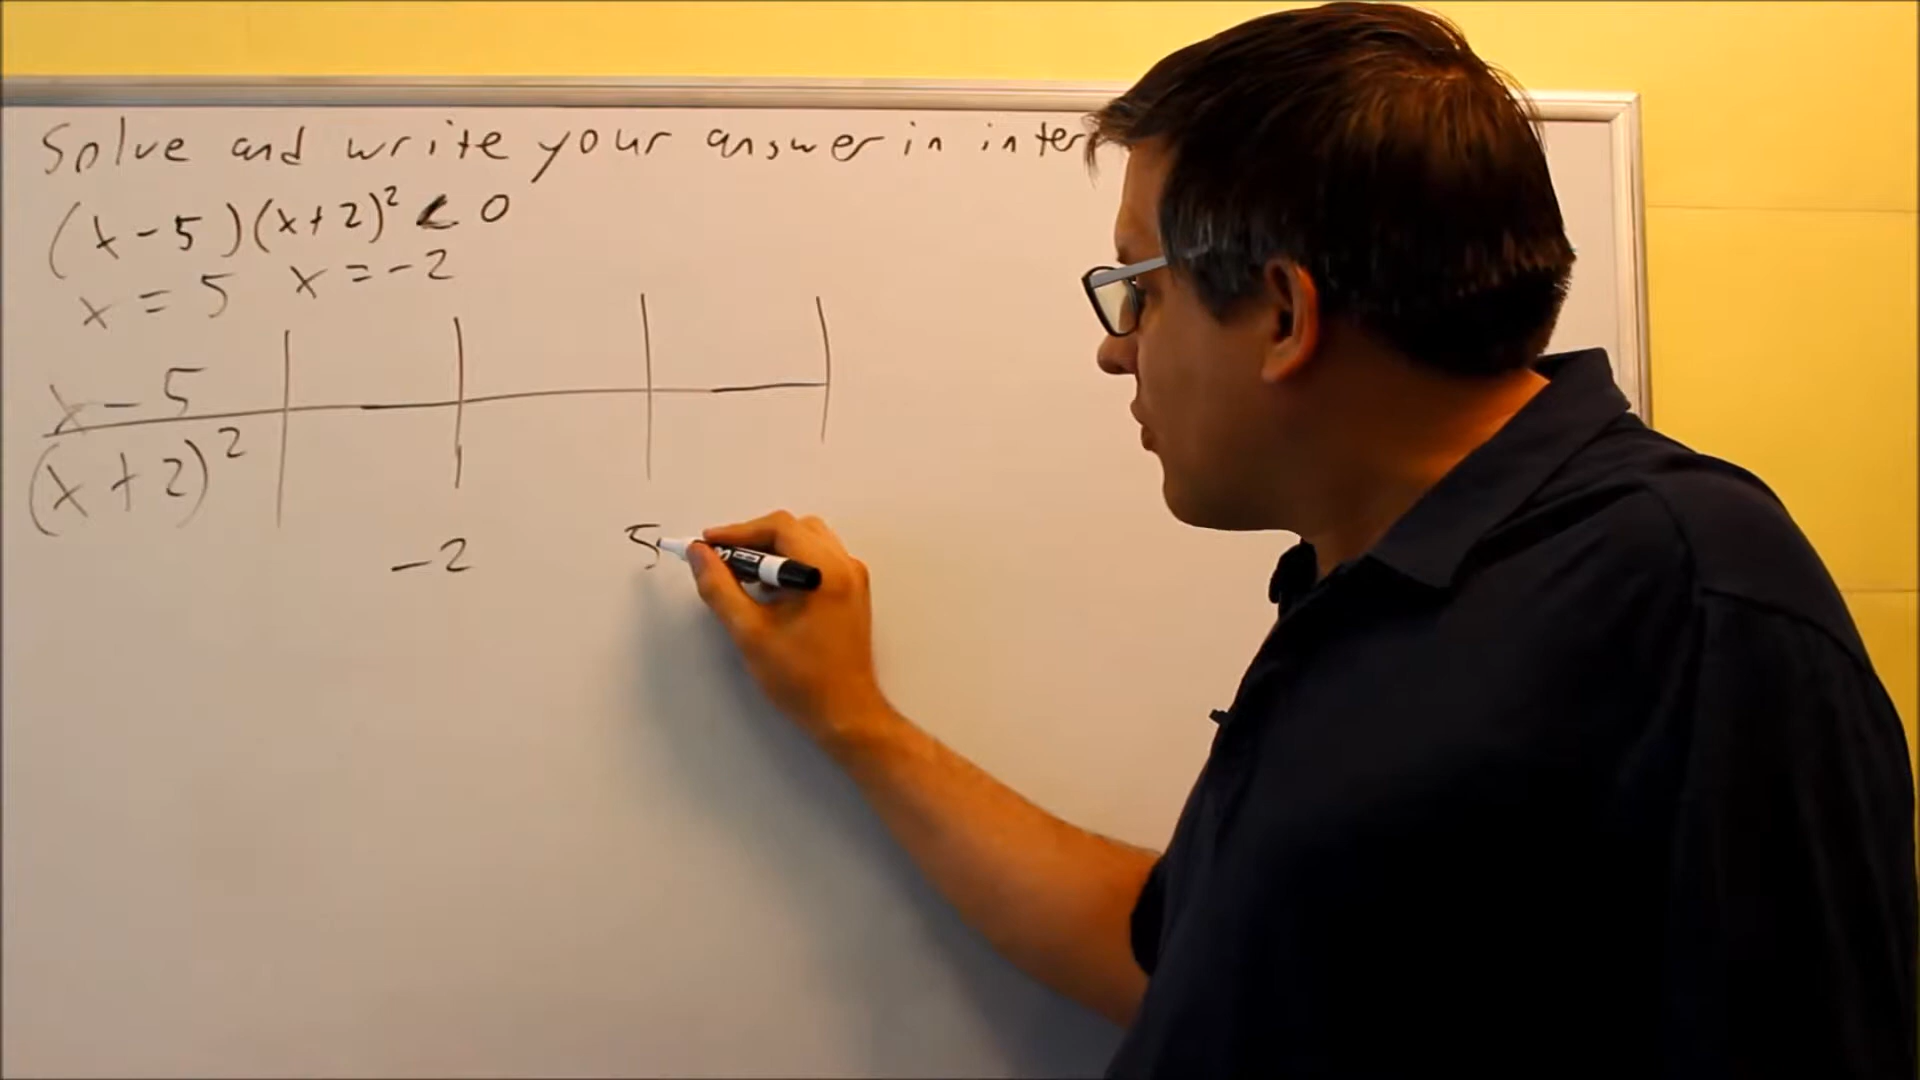 Solve and write your answer in inter
(x-5)(x+2)² < 0
x = 5 x = -2
x-5
(x+2)²
-2 5